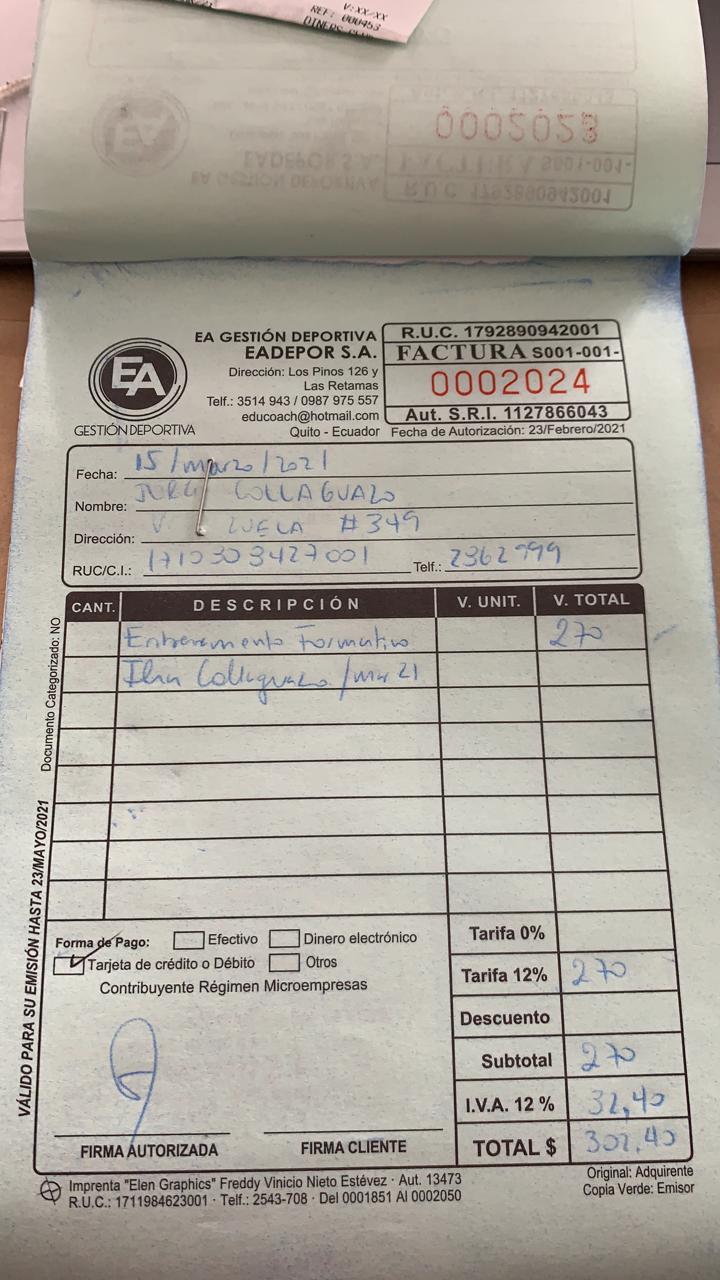 V:XX/XX
REF: 000453
DINERS CLUB
0002023
FACTURA S001-001-
R.U.C. 1792890942001
EADEPOR S.A.
EA GESTIÓN DEPORTIVA
EA
GESTIÓN DEPORTIVA
EA GESTIÓN DEPORTIVA
EADEPOR S.A.
Dirección: Los Pinos 126 y
Las Retamas
Telf.: 3514 943 / 0987 975 557
educoach@hotmail.com
Quito - Ecuador
R.U.C. 1792890942001
FACTURA S001-001-
0002024
Aut. S.R.I. 1127866043
Fecha de Autorización: 23/Febrero/2021
Fecha: 15/marzo/2021
Nombre: JORG COLLAGUAZO
Dirección: V ZUELA #349
RUC/C.I.: 1710303427001 Telf.: 2362999
CANT. DESCRIPCIÓN V. UNIT. V. TOTAL
Formativo 270
Collaguazo /mar 21
Documento Categorizado: NO
VÁLIDO PARA SU EMISIÓN HASTA 23/MAYO/2021
Forma de Pago: Efectivo Dinero electrónico
Tarjeta de crédito o Débito Otros
Contribuyente Régimen Microempresas
Tarifa 0%
Tarifa 12% 270
Descuento
Subtotal 270
I.V.A. 12 % 32,40
TOTAL $ 302,40
FIRMA AUTORIZADA FIRMA CLIENTE
Imprenta "Elen Graphics" Freddy Vinicio Nieto Estévez · Aut. 13473
R.U.C.: 1711984623001 · Telf.: 2543-708 · Del 0001851 Al 0002050
Original: Adquirente
Copia Verde: Emisor